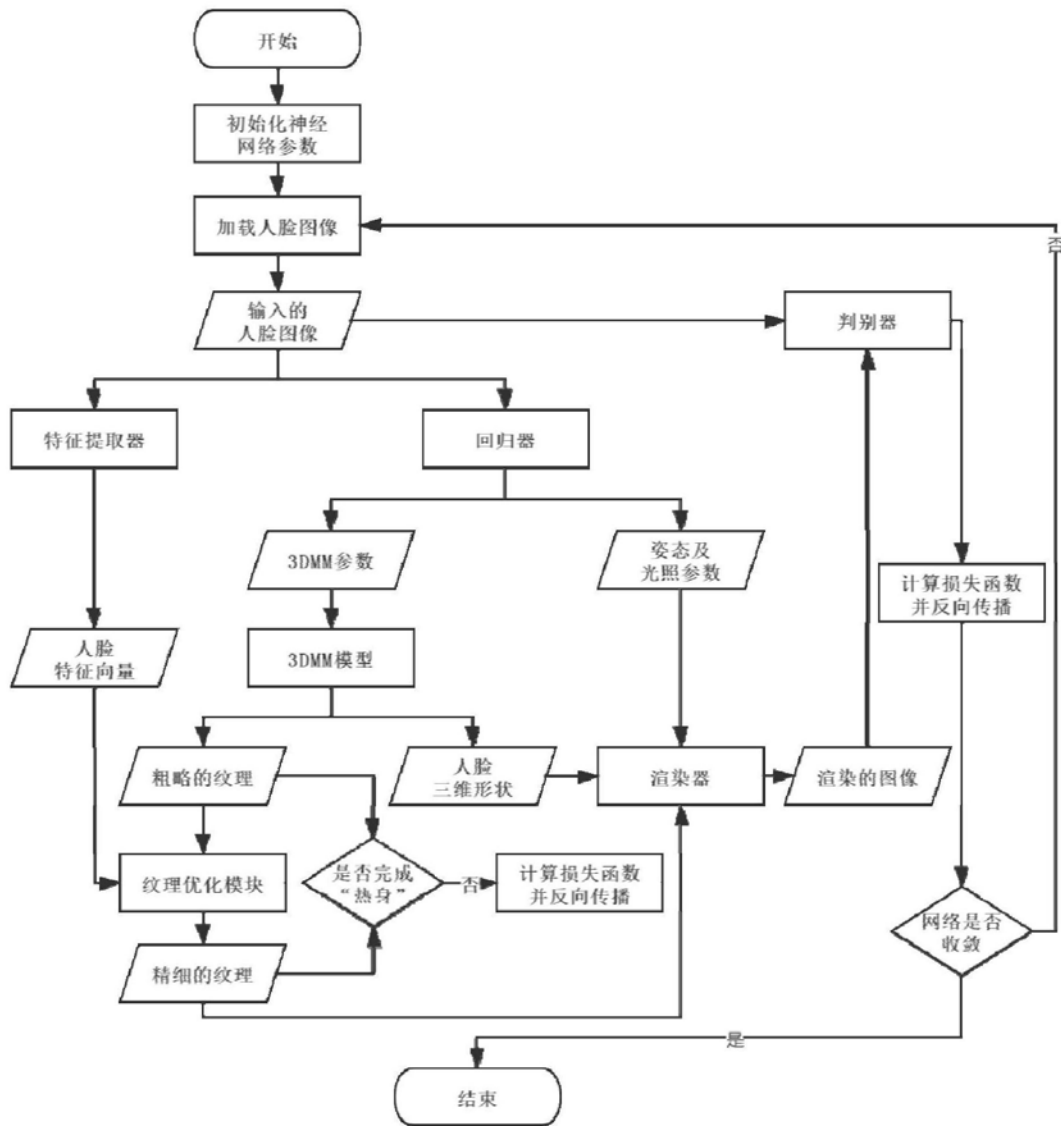 开始
初始化神经
网络参数
加载人脸图像
否
输入的
人脸图像
判别器
特征提取器
回归器
3DMM参数
姿态及
光照参数
计算损失函数
并反向传播
人脸
特征向量
3DMM模型
粗略的纹理
人脸
三维形状
渲染器
渲染的图像
纹理优化模块
是否完成
“热身”
否
计算损失函数
并反向传播
网络是否
收敛
精细的纹理
是
结束